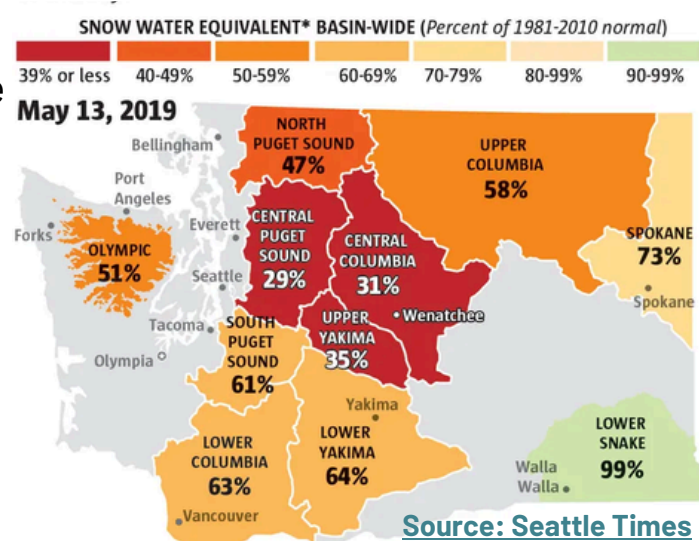 SNOW WATER EQUIVALENT* BASIN-WIDE (Percent of 1981-2010 normal)
39% or less 40-49% 50-59% 60-69% 70-79% 80-99% 90-99%
e
May 13, 2019
Bellingham
NORTH
PUGET SOUND
47%
UPPER
COLUMBIA
58%
Port
Angeles
Forks
OLYMPIC
51%
Everett
CENTRAL
PUGET
SOUND
29%
CENTRAL
COLUMBIA
31%
SPOKANE
73%
Spokane
Seattle
Wenatchee
Tacoma
SOUTH
PUGET
SOUND
61%
UPPER
YAKIMA
35%
Olympia
Yakima
LOWER
COLUMBIA
63%
LOWER
YAKIMA
64%
LOWER
SNAKE
99%
Walla
Walla
Vancouver
Source: Seattle Times